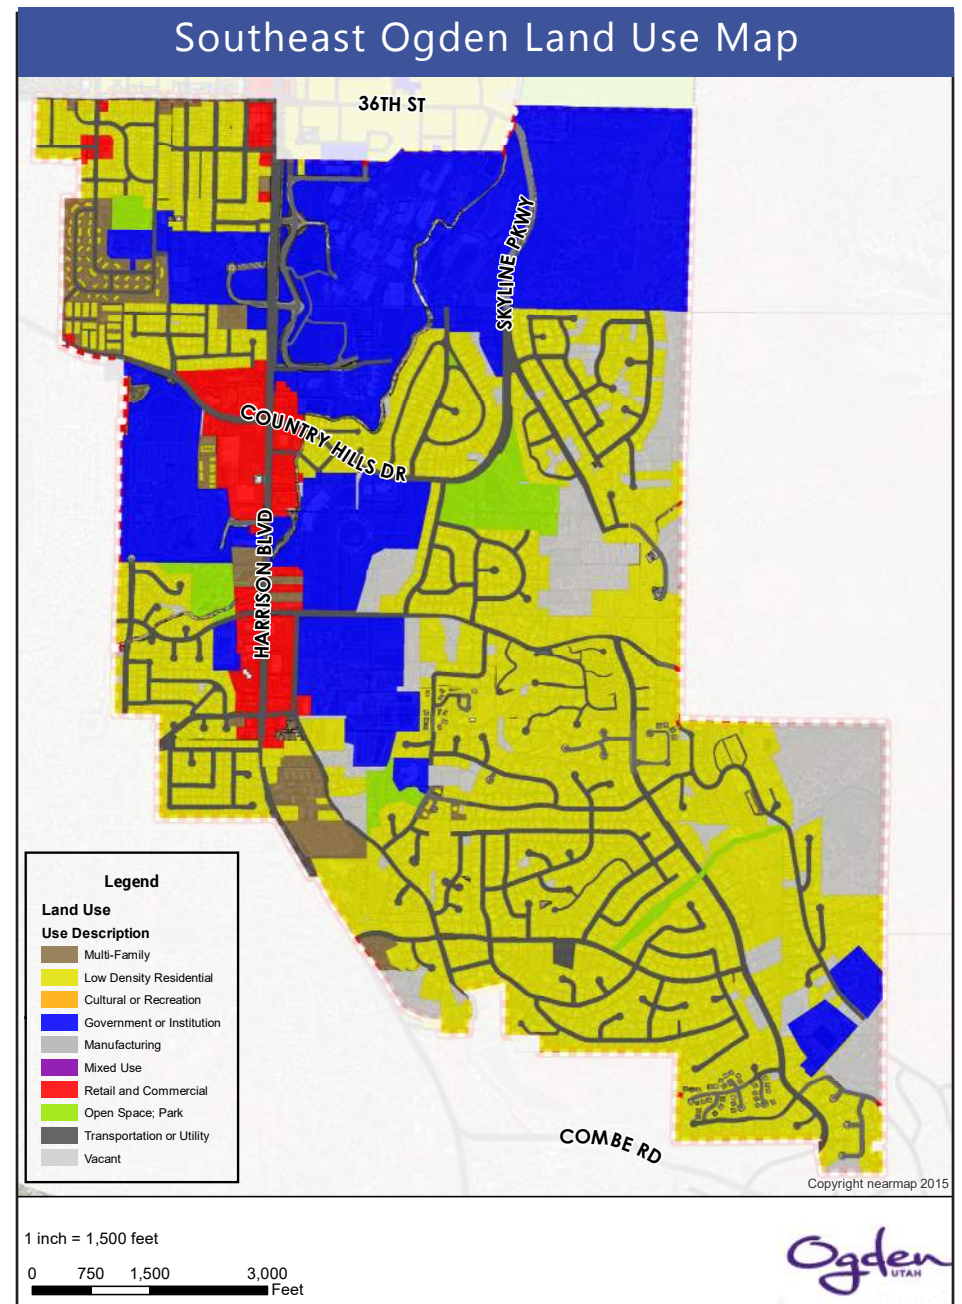 Southeast Ogden Land Use Map
36TH ST
SKYLINE PKWY
COUNTRY HILLS DR
HARRISON BLVD
Legend
Land Use
Use Description
Multi-Family
Low Density Residential
Cultural or Recreation
Government or Institution
Manufacturing
Mixed Use
Retail and Commercial
Open Space; Park
Transportation or Utility
Vacant
COMBE RD
Copyright nearmap 2015
1 inch = 1,500 feet
0 750 1,500 3,000
Feet
Ogden
UTAH